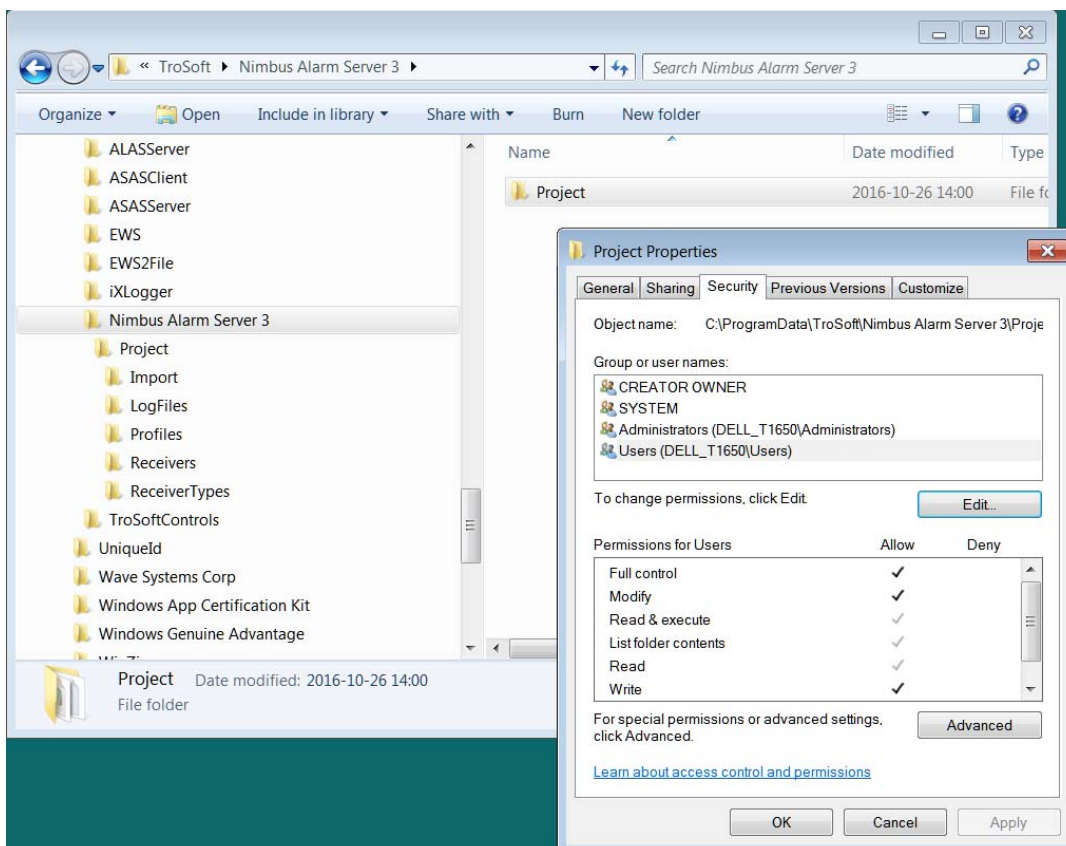 « TroSoft ▸ Nimbus Alarm Server 3 ▸
Search Nimbus Alarm Server 3
Organize Open Include in library Share with Burn New folder
ALASServer
ASASClient
ASASServer
EWS
EWS2File
iXLogger
Nimbus Alarm Server 3
Project
Import
LogFiles
Profiles
Receivers
ReceiverTypes
TroSoftControls
UniqueId
Wave Systems Corp
Windows App Certification Kit
Windows Genuine Advantage
Name Date modified Type
Project 2016-10-26 14:00 File fo
Project Date modified: 2016-10-26 14:00
File folder
Project Properties
General Sharing Security Previous Versions Customize
Object name: C:\ProgramData\TroSoft\Nimbus Alarm Server 3\Proje
Group or user names:
CREATOR OWNER
SYSTEM
Administrators (DELL_T1650\Administrators)
Users (DELL_T1650\Users)
To change permissions, click Edit.
Edit...
Permissions for Users Allow Deny
Full control
Modify
Read & execute
List folder contents
Read
Write
For special permissions or advanced settings,
click Advanced.
Advanced
Learn about access control and permissions
OK Cancel Apply